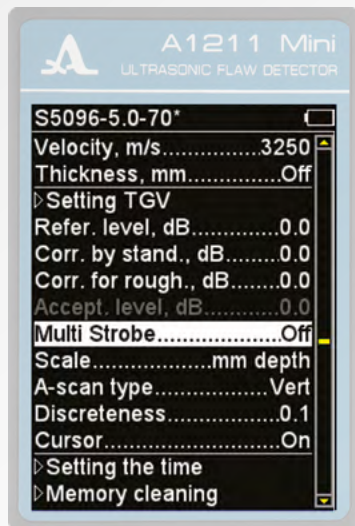 A1211 Mini
ULTRASONIC FLAW DETECTOR
S5096-5.0-70*
Velocity, m/s................3250
Thickness, mm...............Off
▷Setting TGV
Refer. level, dB..........0.0
Corr. by stand., dB.......0.0
Corr. for rough., dB......0.0
Accept. level, dB.........0.0
Multi Strobe....................Off
Scale...................mm depth
A-scan type................Vert
Discreteness.................0.1
Cursor...........................On
▷Setting the time
▷Memory cleaning